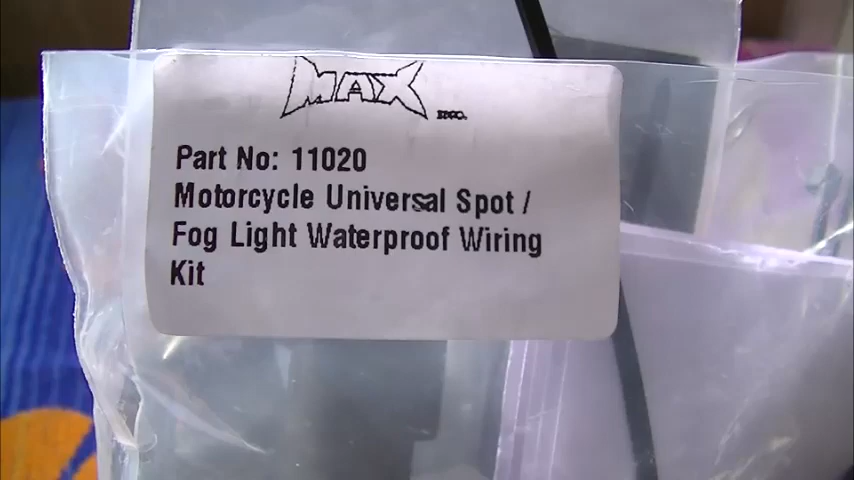 MAX
INC.
Part No: 11020
Motorcycle Universal Spot /
Fog Light Waterproof Wiring
Kit